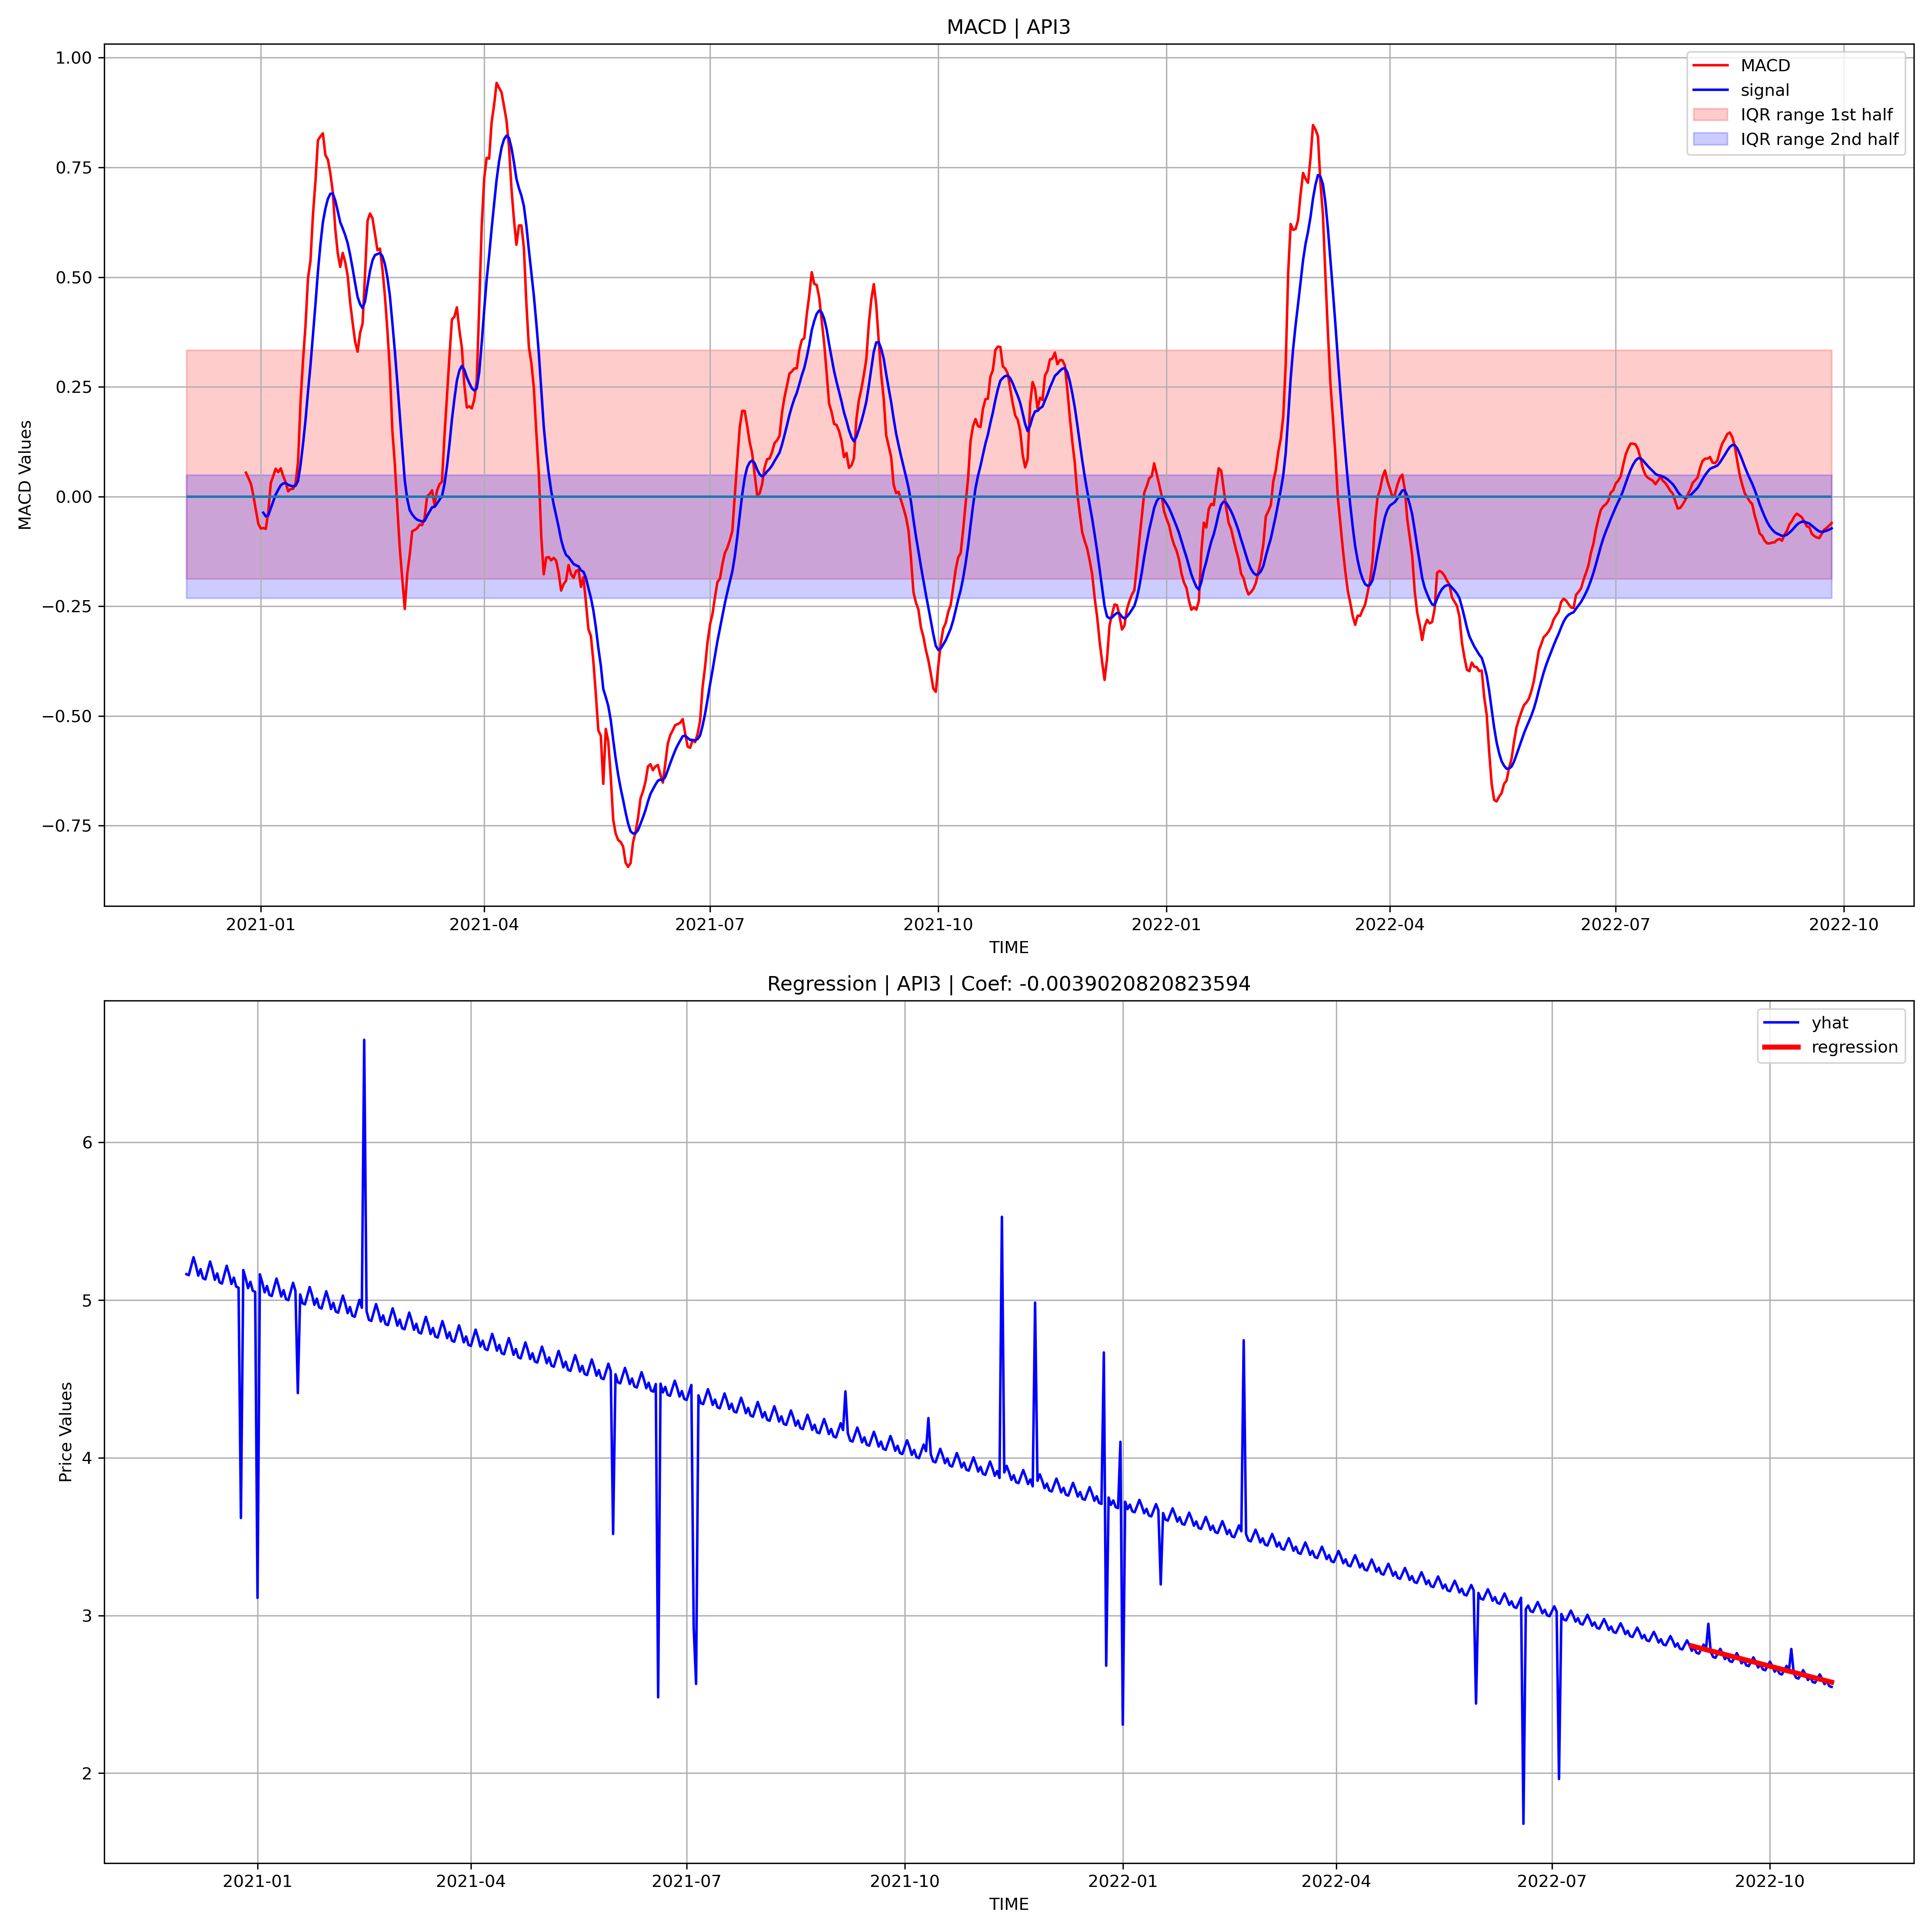 MACD | API3
1.00
0.75
0.50
0.25
0.00
−0.25
−0.50
−0.75
MACD Values
MACD
signal
IQR range 1st half
IQR range 2nd half
2021-01
2021-04
2021-07
2021-10
2022-01
2022-04
2022-07
2022-10
TIME
Regression | API3 | Coef: -0.0039020820823594
6
5
4
3
2
Price Values
yhat
regression
2021-01
2021-04
2021-07
2021-10
2022-01
2022-04
2022-07
2022-10
TIME